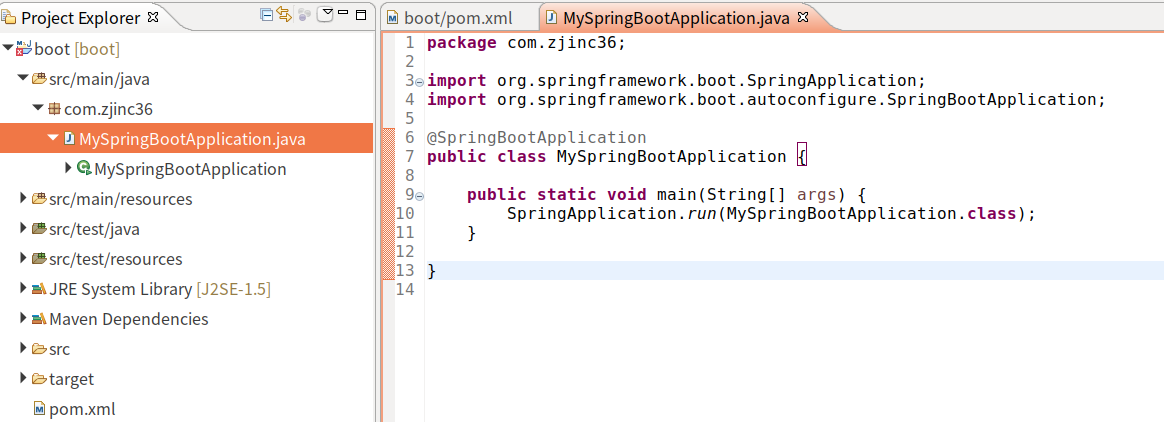 Project Explorer
boot [boot]
src/main/java
com.zjinc36
MySpringBootApplication.java
MySpringBootApplication
src/main/resources
src/test/java
src/test/resources
JRE System Library [J2SE-1.5]
Maven Dependencies
src
target
pom.xml
boot/pom.xml
MySpringBootApplication.java
1 package com.zjinc36;
2
3 import org.springframework.boot.SpringApplication;
4 import org.springframework.boot.autoconfigure.SpringBootApplication;
5
6 @SpringBootApplication
7 public class MySpringBootApplication {
8
9     public static void main(String[] args) {
10         SpringApplication.run(MySpringBootApplication.class);
11     }
12
13 }
14